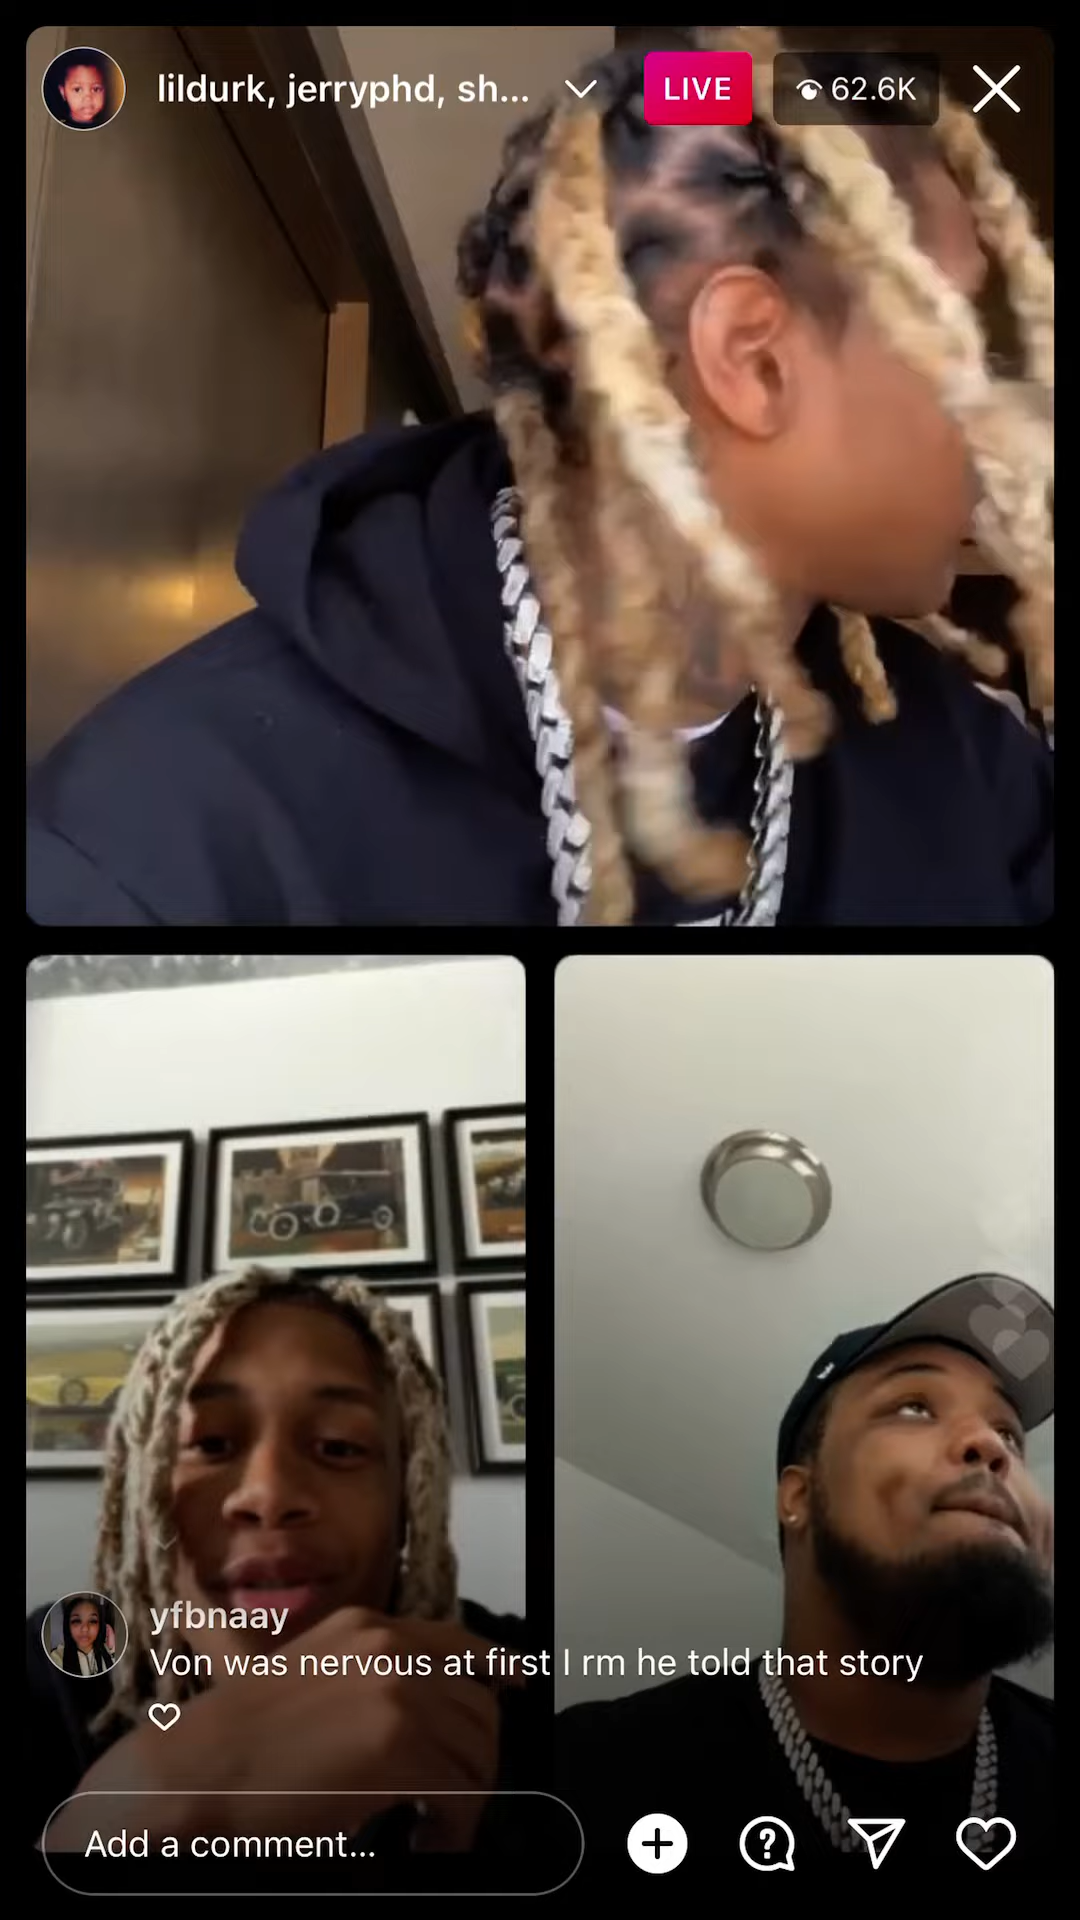 lildurk, jerryphd, sh...
LIVE
62.6K
yfbnaay
Von was nervous at first I rm he told that story
Add a comment...